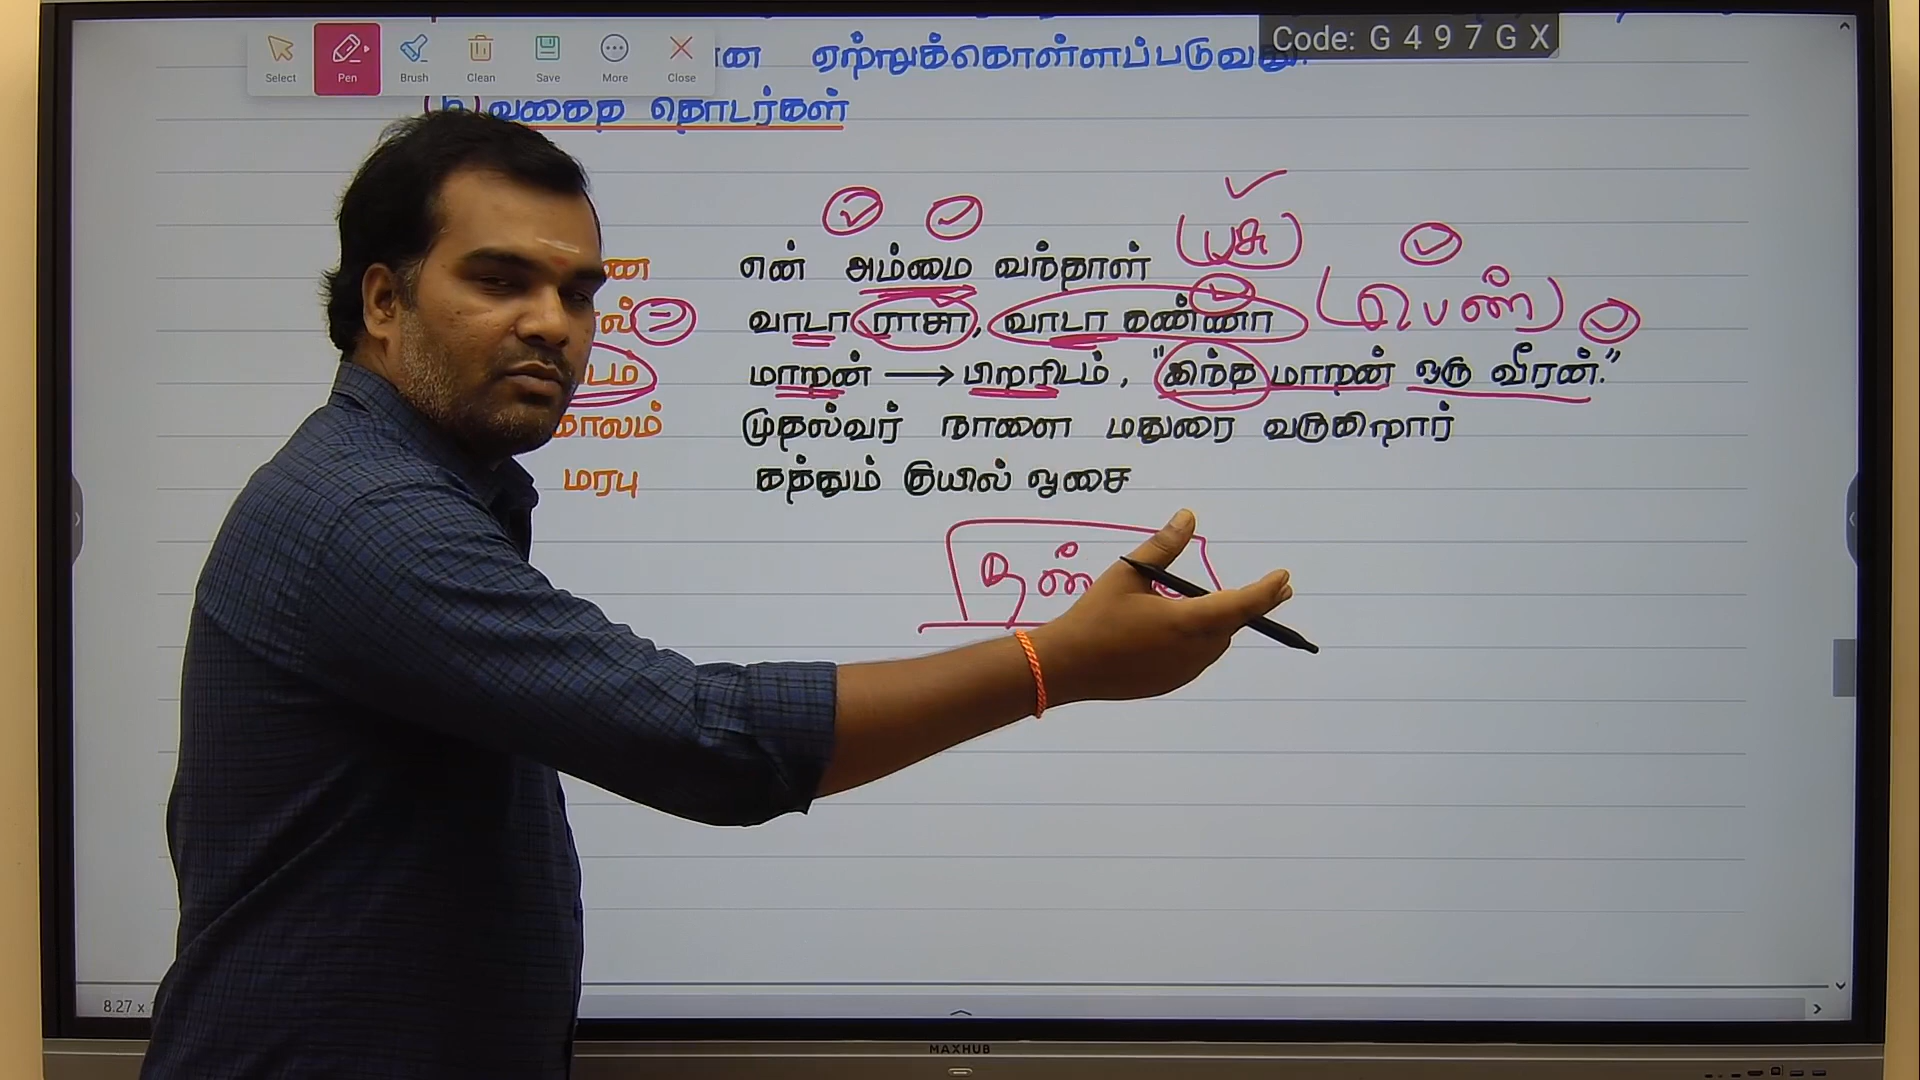 Code: G 4 9 7 G X
ஏற்றுக்கொள்ளப்படுவது.
Select Pen Brush Clean Save More Close
வகைத் தொடர்கள்
(பசு)
என் அம்மை வந்தாள்
(பெண்)
வாடா ராசா, வாடா கண்ணா
மாறன் → பிறரிடம், "இந்த மாறன் ஒரு வீரன்."
காலம் முதல்வர் நாளை மதுரை வருகிறார்
மரபு கத்தும் குயில் ஓசை
8.27 x
MAXHUB